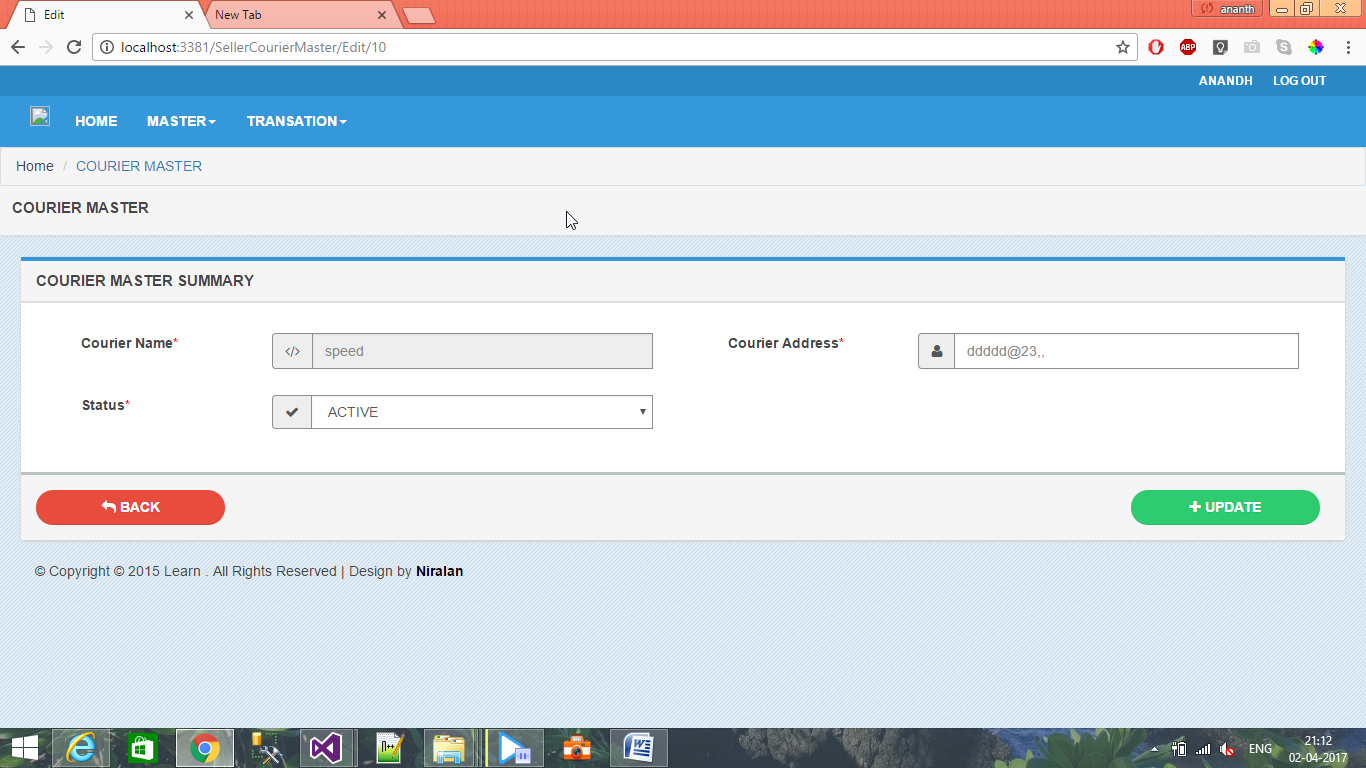 Edit
New Tab
ananth
localhost:3381/SellerCourierMaster/Edit/10
ABP
ANANDH LOG OUT
HOME MASTER TRANSATION
Home / COURIER MASTER
COURIER MASTER
COURIER MASTER SUMMARY
Courier Name* </> speed Courier Address* ddddd@23,,
Status* ACTIVE
BACK UPDATE
© Copyright © 2015 Learn . All Rights Reserved | Design by Niralan
ENG
21:12
02-04-2017